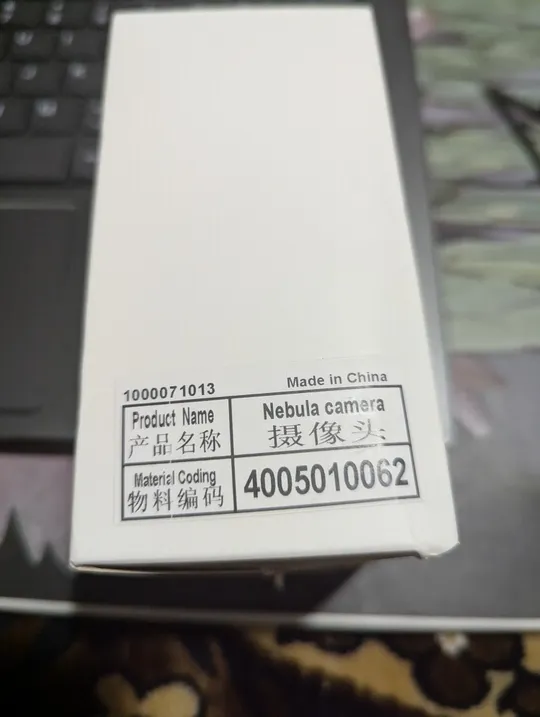 1000071013 Made in China
Product Name Nebula camera
产品名称 摄像头
Material Coding 4005010062
物料编码